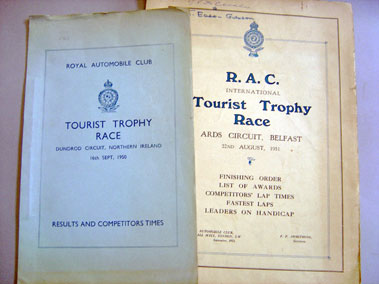 ROYAL AUTOMOBILE CLUB
TOURIST TROPHY
RACE
DUNDROD CIRCUIT, NORTHERN IRELAND
16th SEPT. 1950
RESULTS AND COMPETITORS TIMES
R. A. C.
INTERNATIONAL
Tourist Trophy
Race
ARDS CIRCUIT, BELFAST
22ND AUGUST, 1931
FINISHING ORDER
LIST OF AWARDS
COMPETITORS' LAP TIMES
FASTEST LAPS
LEADERS ON HANDICAP
AUTOMOBILE CLUB,